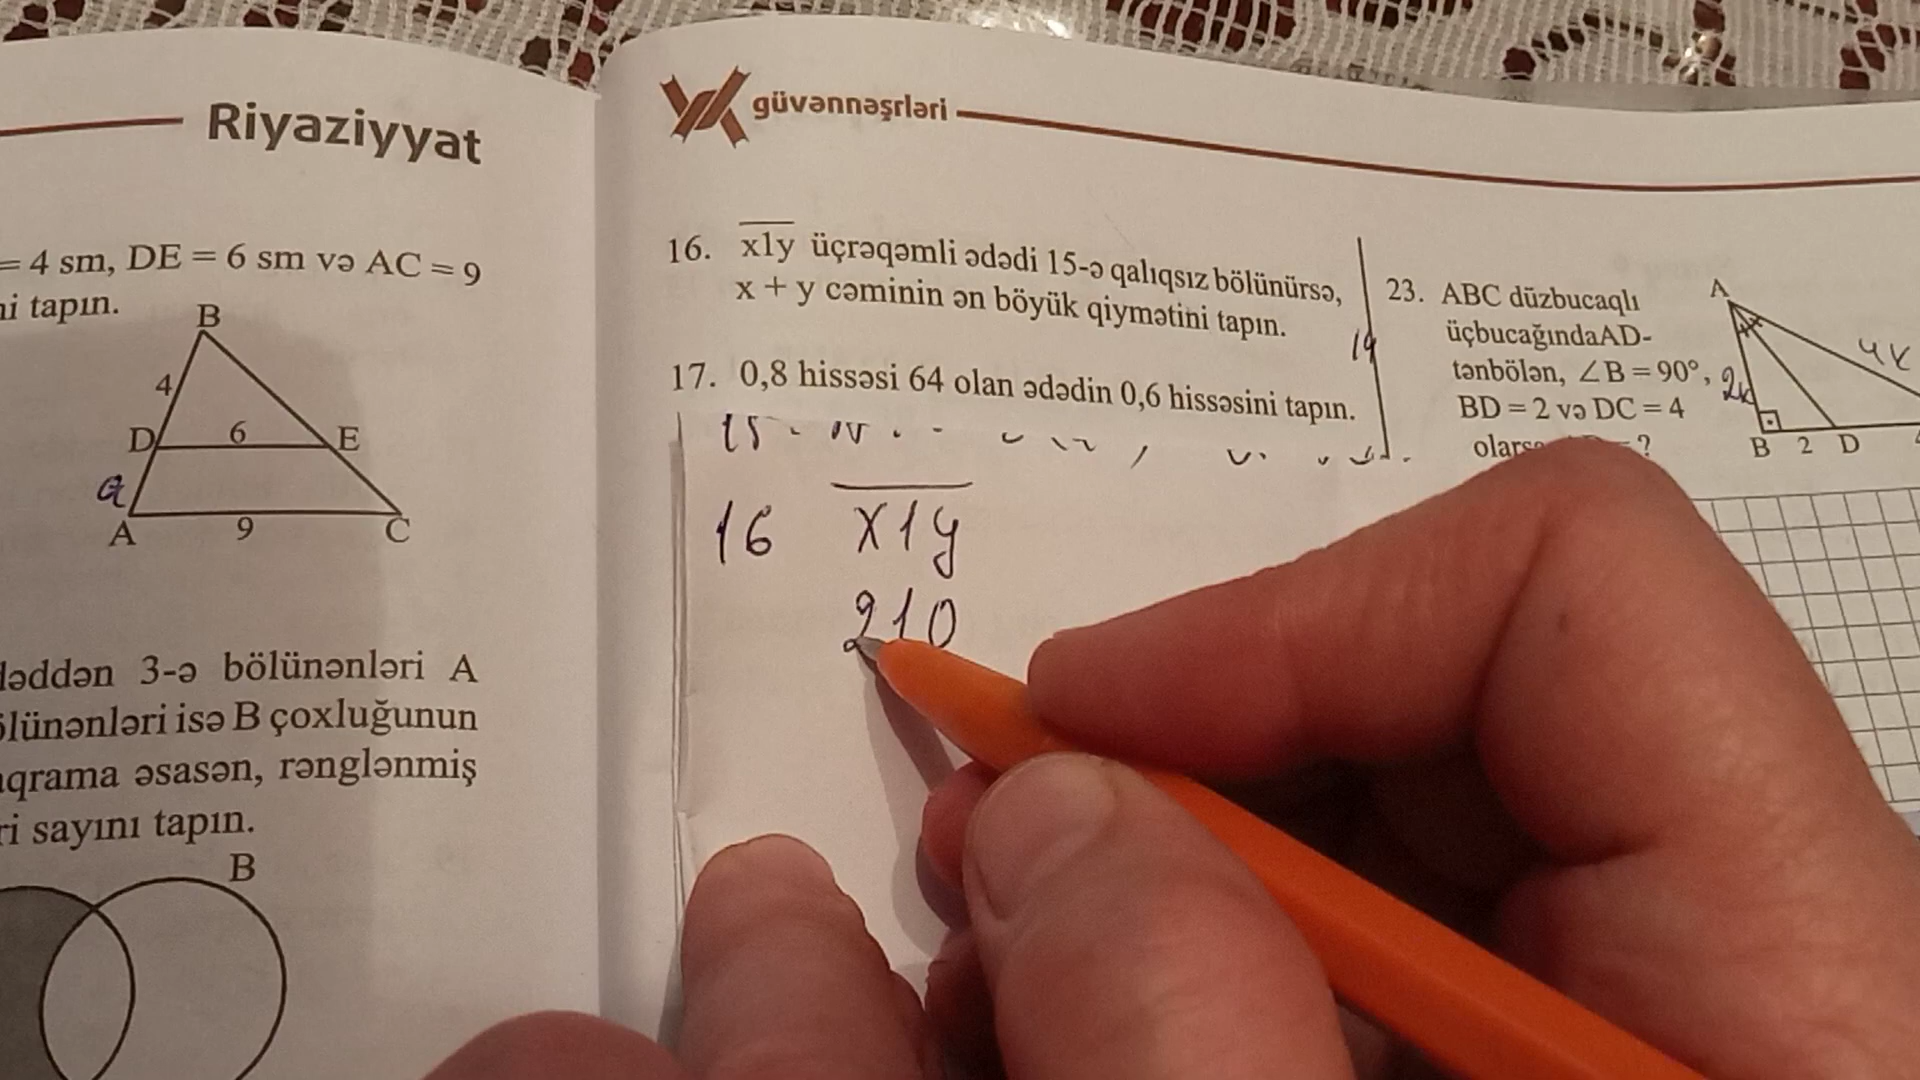 Riyaziyyat
= 4 sm, DE = 6 sm və AC = 9
ni tapın.
B
4
D
6
E
a
A
9
C
ədən 3-ə bölünənləri A
ölünənləri isə B çoxluğunun
qrama əsasən, rənglənmiş
ri sayını tapın.
B
güvənnəşrləri
16. x1y üçrəqəmli ədədi 15-ə qalıqsız bölünürsə,
x + y cəminin ən böyük qiymətini tapın.
17. 0,8 hissəsi 64 olan ədədin 0,6 hissəsini tapın.
16 x1y
210
23. ABC düzbucaqlı
üçbucağındaAD-
tənbölən, ∠B = 90°,
BD = 2 və DC = 4
?
A
4k
2k
B 2 D